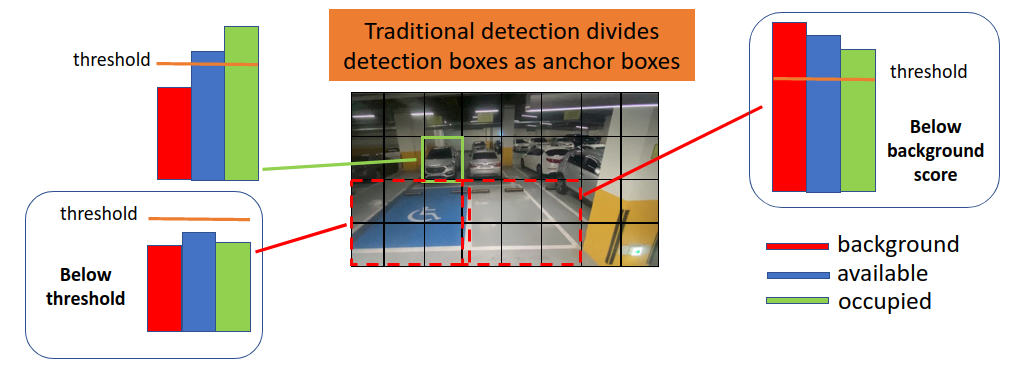 Traditional detection divides
detection boxes as anchor boxes
threshold
threshold
Below
threshold
threshold
Below
background
score
background
available
occupied